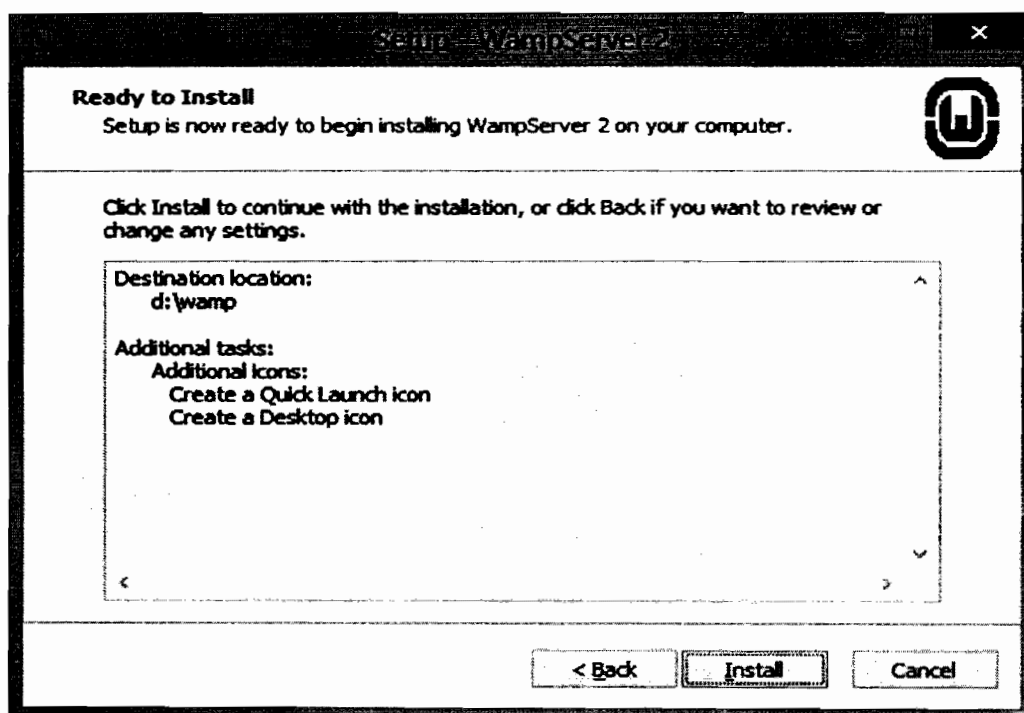 Setup - WampServer 2
Ready to Install
Setup is now ready to begin installing WampServer 2 on your computer.
W
Click Install to continue with the installation, or click Back if you want to review or
change any settings.
Destination location:
d:\wamp
Additional tasks:
Additional icons:
Create a Quick Launch icon
Create a Desktop icon
< Back
Install
Cancel